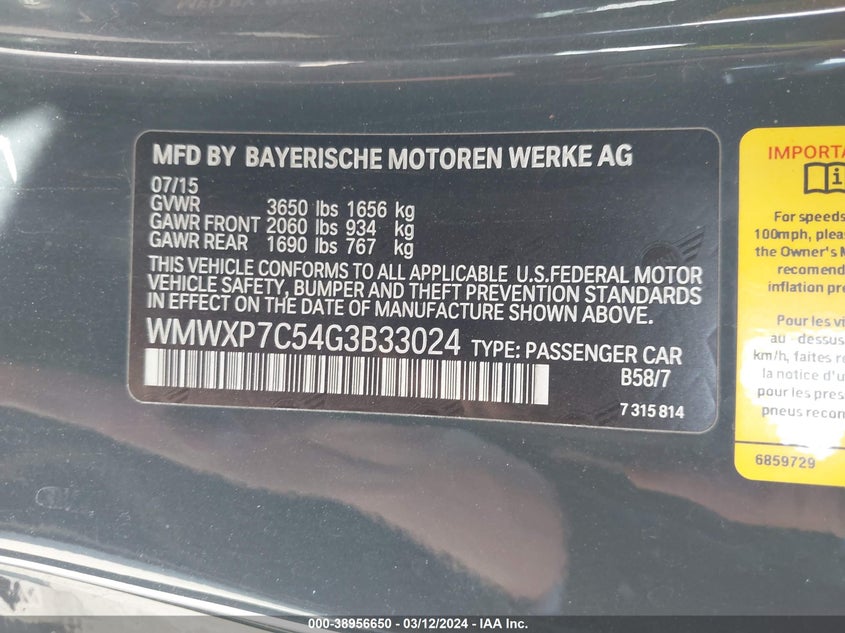 MFD BY BAYERISCHE MOTOREN WERKE AG
07/15
GVWR 3650 lbs 1656 kg
GAWR FRONT 2060 lbs 934 kg
GAWR REAR 1690 lbs 767 kg
THIS VEHICLE CONFORMS TO ALL APPLICABLE U.S.FEDERAL MOTOR
VEHICLE SAFETY, BUMPER AND THEFT PREVENTION STANDARDS
IN EFFECT ON THE DATE OF MANUFACTURE SHOWN ABOVE.
WMWXP7C54G3B33024 TYPE: PASSENGER CAR
B58/7
7 315 814
IMPORTA
i
For speeds
100mph, pleas
the Owner's M
recomend
inflation pre
Pour les vi
au - dessus
km/h, faites re
la notice d'u
pour les pres
pneus recon
6859729
000-38956650 - 03/12/2024 - IAA Inc.